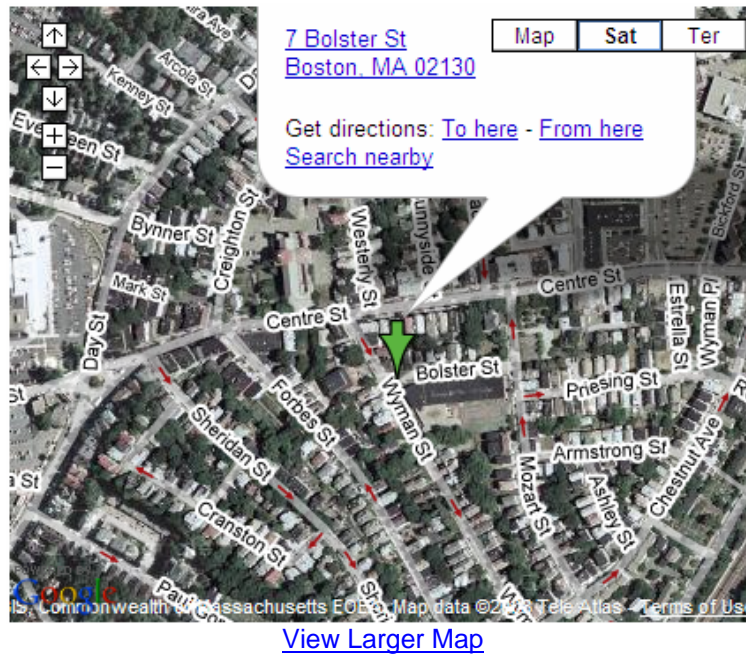 7 Bolster St
Boston, MA 02130
Get directions: To here - From here
Search nearby
Map Sat Ter
Arcola St
Kenney St
Evergreen St
Bynner St
Creighton St
Mark St
Day St
Westerly St
Sunnyside
Bickford St
Centre St
Centre St
Estrella St
Wyman Pl
Bolster St
Priesing St
Forbes St
Wyman St
Sheridan St
Armstrong St
Chestnut Ave
Mozart St
Ashley St
Cranston St
Paul Gore
Google
Commonwealth of Massachusetts EOEA, Map data ©2008 Tele Atlas - Terms of Use
View Larger Map